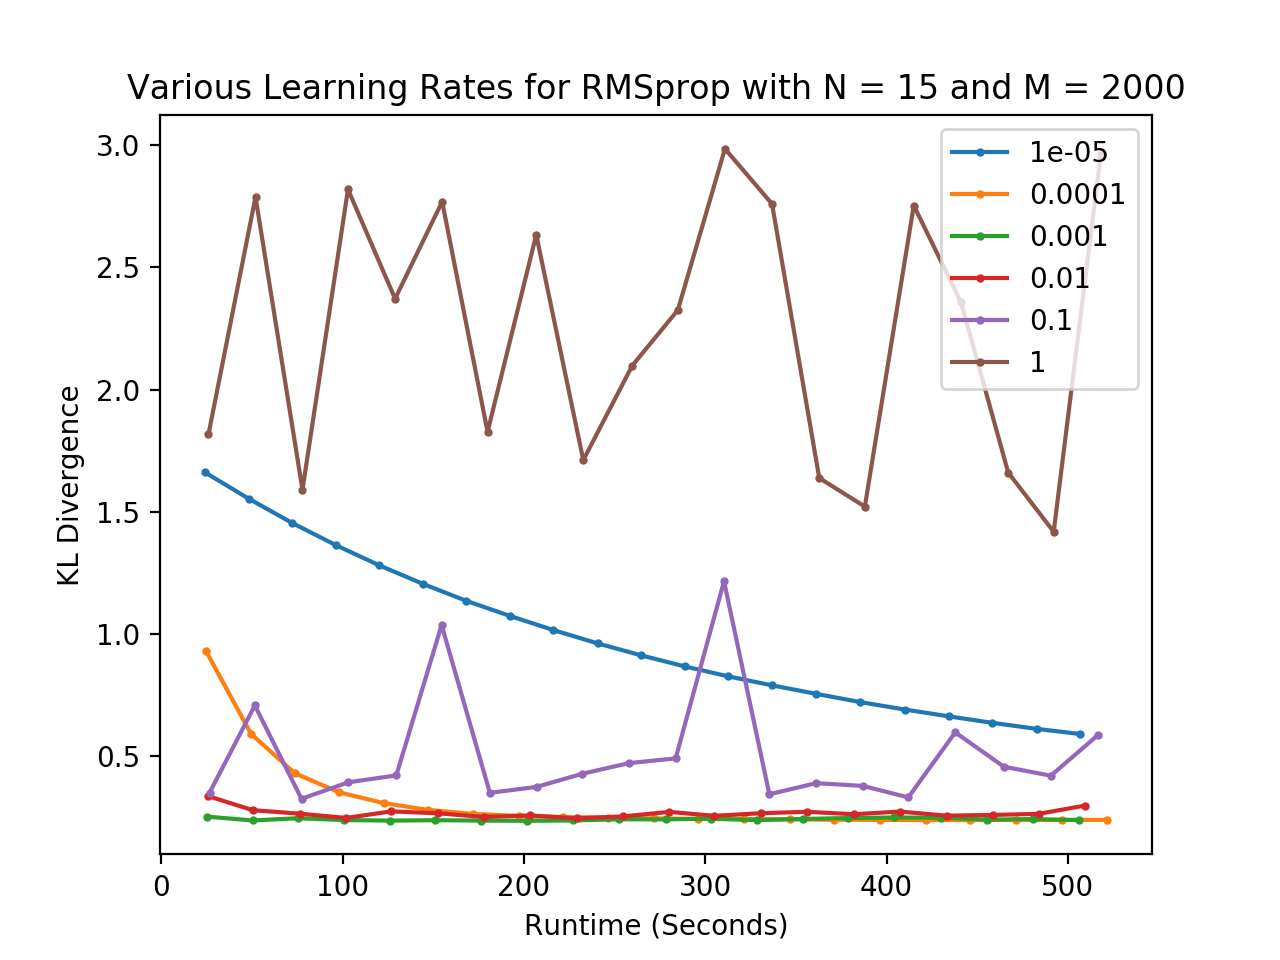 Various Learning Rates for RMSprop with N = 15 and M = 2000
1e-05
0.0001
0.001
0.01
0.1
1
3.0
2.5
2.0
1.5
1.0
0.5
KL Divergence
0 100 200 300 400 500
Runtime (Seconds)